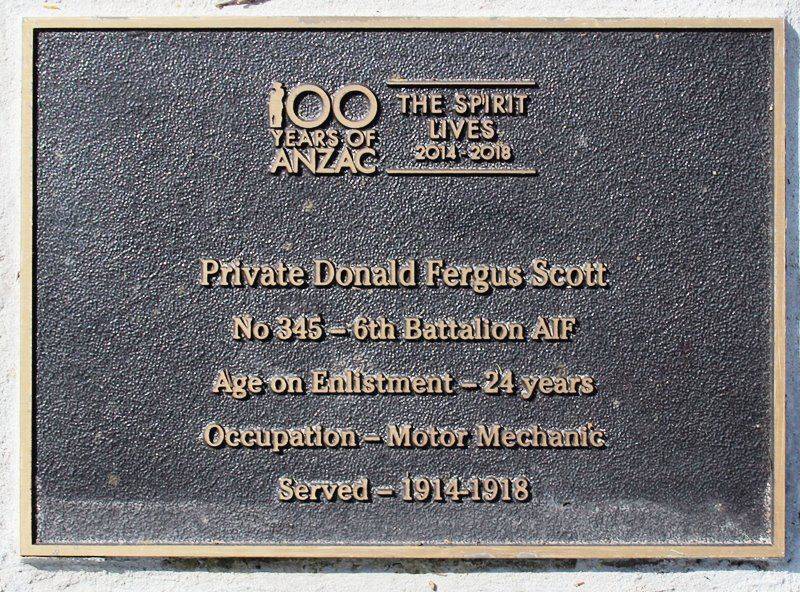 100
YEARS OF
ANZAC
THE SPIRIT
LIVES
2014-2018
Private Donald Fergus Scott
No 345 – 6th Battalion AIF
Age on Enlistment – 24 years
Occupation – Motor Mechanic
Served – 1914-1918